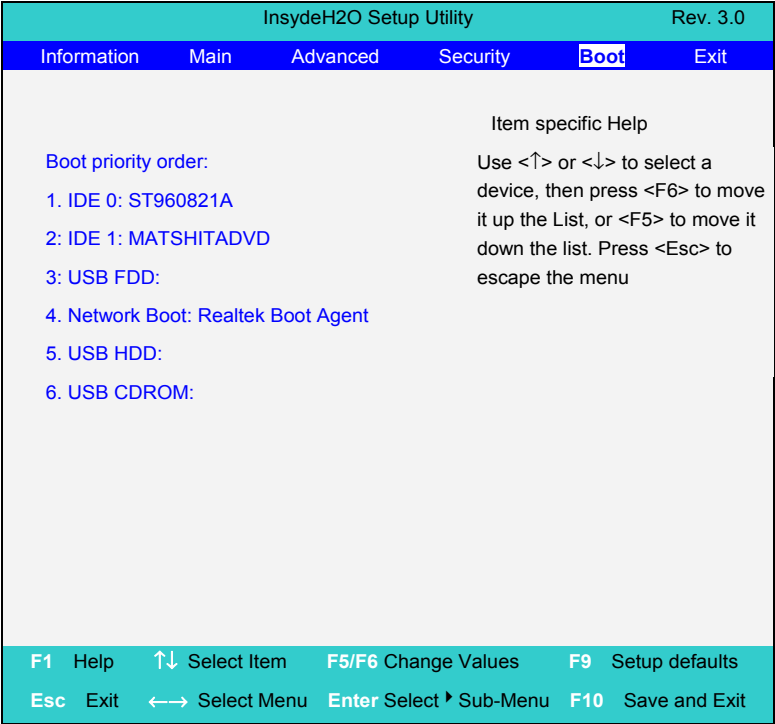 InsydeH2O Setup Utility Rev. 3.0
Information Main Advanced Security Boot Exit
Item specific Help
Boot priority order:
1. IDE 0: ST960821A
2: IDE 1: MATSHITADVD
3: USB FDD:
4. Network Boot: Realtek Boot Agent
5. USB HDD:
6. USB CDROM:
Use <↑> or <↓> to select a
device, then press <F6> to move
it up the List, or <F5> to move it
down the list. Press <Esc> to
escape the menu
F1 Help ↑↓ Select Item F5/F6 Change Values F9 Setup defaults
Esc Exit ←→ Select Menu Enter Select ▸ Sub-Menu F10 Save and Exit